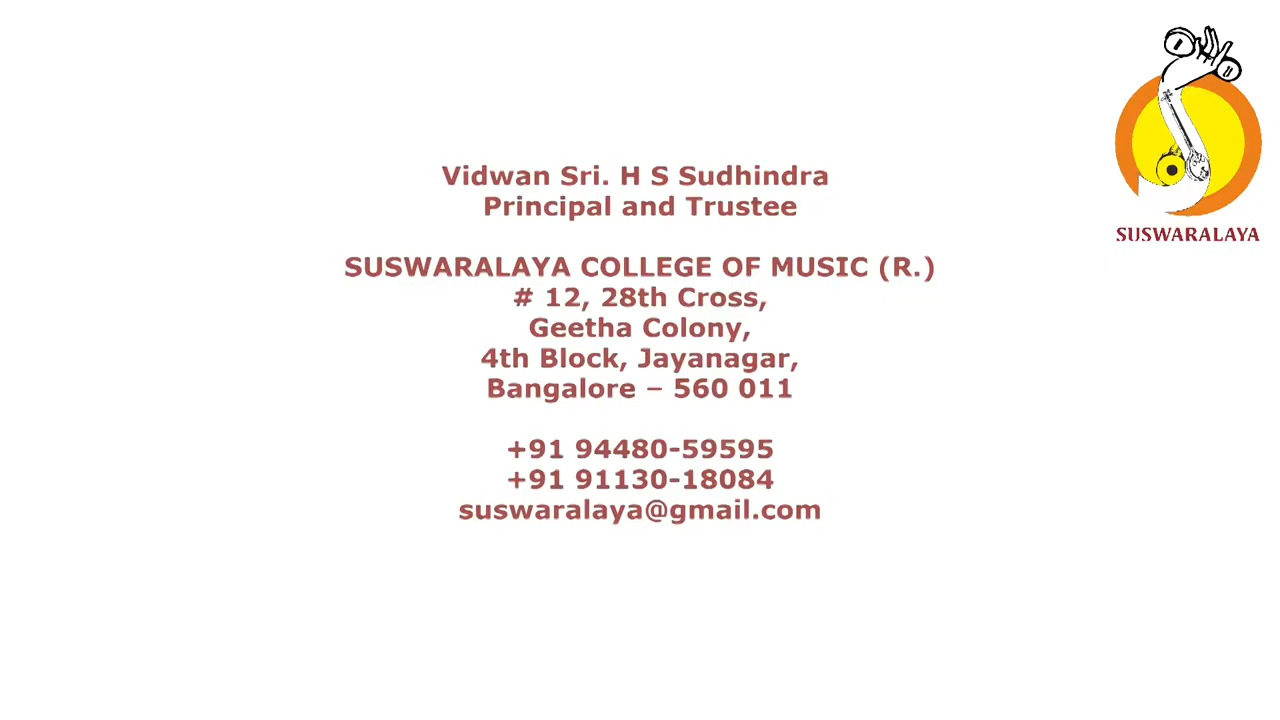 Vidwan Sri. H S Sudhindra
Principal and Trustee
SUSWARALAYA COLLEGE OF MUSIC (R.)
# 12, 28th Cross,
Geetha Colony,
4th Block, Jayanagar,
Bangalore – 560 011
+91 94480-59595
+91 91130-18084
suswaralaya@gmail.com
SUSWARALAYA